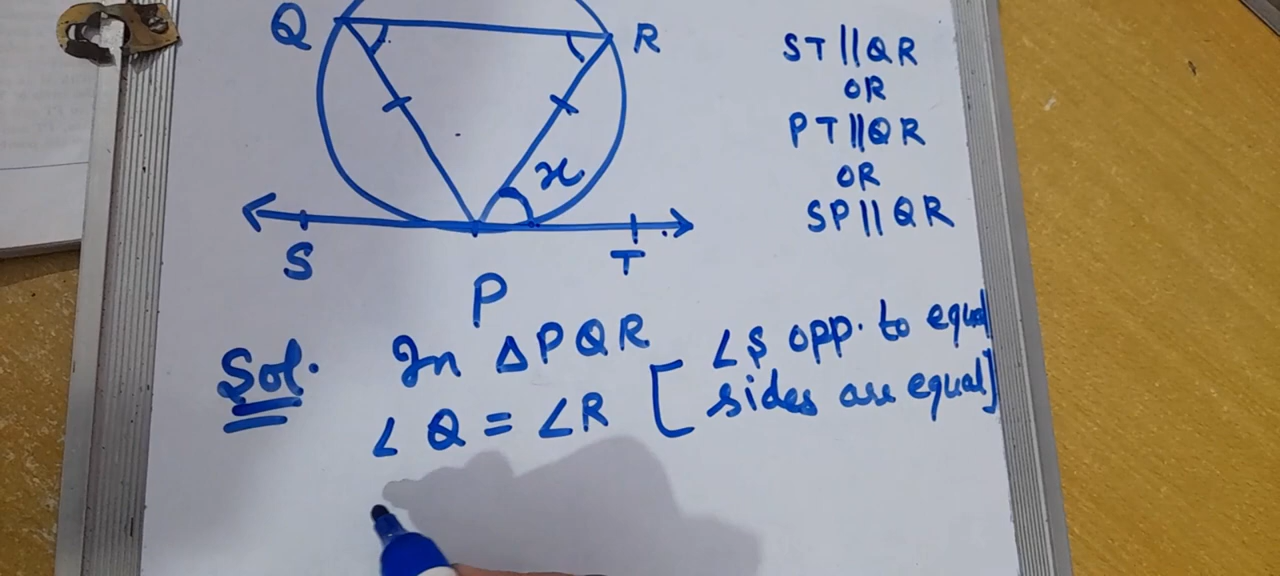 Q R
x
S T
P
ST || QR
OR
PT || QR
OR
SP || QR
Sol. In ΔPQR
∠Q = ∠R [∠s opp. to equal
sides are equal]